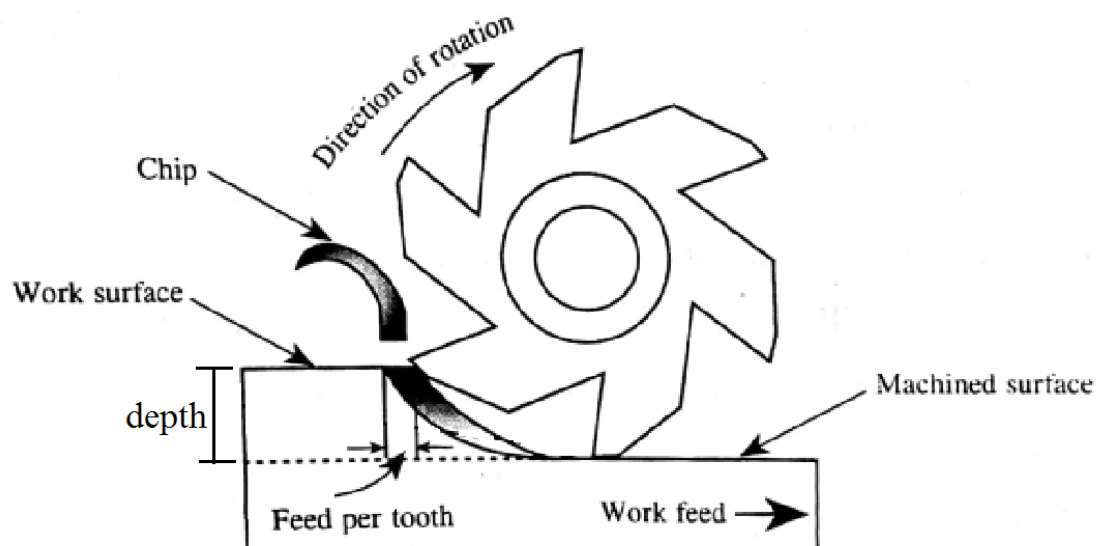 Direction of rotation
Chip
Work surface
depth
Machined surface
Feed per tooth
Work feed